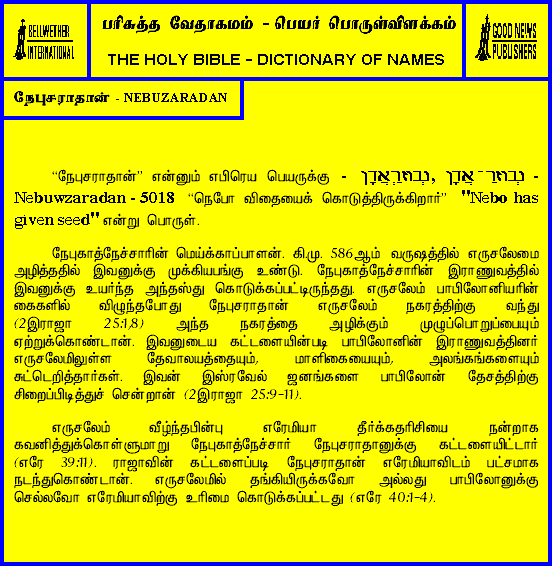 BELLWETHER
INTERNATIONAL
பரிசுத்த வேதாகமம் - பெயர் பொருள்விளக்கம்
THE HOLY BIBLE - DICTIONARY OF NAMES
GOOD NEWS
PUBLISHERS
நேபுசராதான் - NEBUZARADAN
“நேபுசராதான்” என்னும் எபிரெய பெயருக்கு - נְבוּזַרְאֲדָן, נְבוּזַר־אֲדָן -
Nebuwzaradan - 5018 “நெபோ விதையைக் கொடுத்திருக்கிறார்” "Nebo has
given seed" என்று பொருள்.
நேபுகாத்நேச்சாரின் மெய்க்காப்பாளன். கி.மு. 586ஆம் வருஷத்தில் எருசலேமை
அழித்ததில் இவனுக்கு முக்கியபங்கு உண்டு. நேபுகாத்நேச்சாரின் இராணுவத்தில்
இவனுக்கு உயர்ந்த அந்தஸ்து கொடுக்கப்பட்டிருந்தது. எருசலேம் பாபிலோனியரின்
கைகளில் விழுந்தபோது நேபுசராதான் எருசலேம் நகரத்திற்கு வந்து
(2இராஜா 25:1,8) அந்த நகரத்தை அழிக்கும் முழுப்பொறுப்பையும்
ஏற்றுக்கொண்டான். இவனுடைய கட்டளையின்படி பாபிலோனின் இராணுவத்தினர்
எருசலேமிலுள்ள தேவாலயத்தையும், மாளிகையையும், அலங்கங்களையும்
சுட்டெறித்தார்கள். இவன் இஸ்ரவேல் ஜனங்களை பாபிலோன் தேசத்திற்கு
சிறைப்பிடித்துச் சென்றான் (2இராஜா 25:9-11).
எருசலேம் வீழ்ந்தபின்பு எரேமியா தீர்க்கதரிசியை நன்றாக
கவனித்துக்கொள்ளுமாறு நேபுகாத்நேச்சார் நேபுசராதானுக்கு கட்டளையிட்டார்
(எரே 39:11). ராஜாவின் கட்டளைப்படி நேபுசராதான் எரேமியாவிடம் பட்சமாக
நடந்துகொண்டான். எருசலேமில் தங்கியிருக்கவோ அல்லது பாபிலோனுக்கு
செல்லவோ எரேமியாவிற்கு உரிமை கொடுக்கப்பட்டது (எரே 40:1-4).